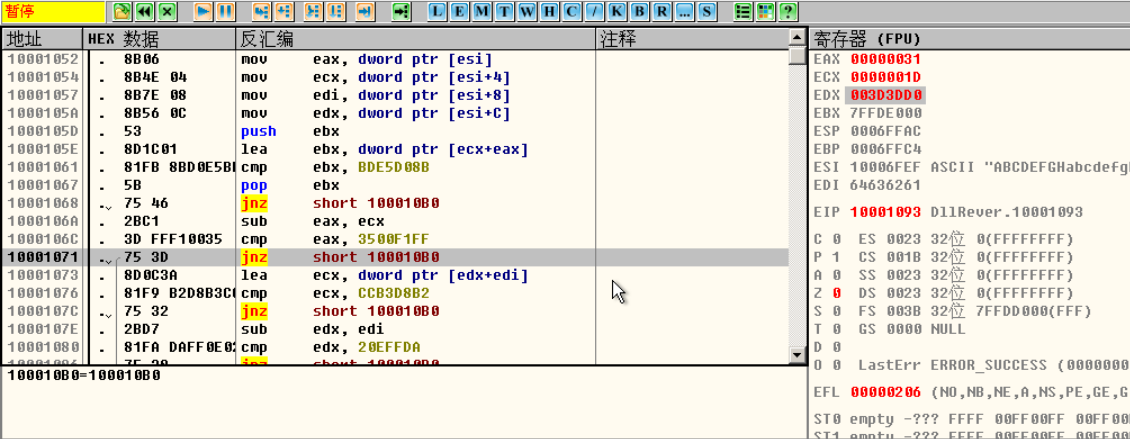 暂停
L E M T W H C / K B R ... S ?
地址 HEX 数据 反汇编 注释
10001052 . 8B06 mov eax, dword ptr [esi]
10001054 . 8B4E 04 mov ecx, dword ptr [esi+4]
10001057 . 8B7E 08 mov edi, dword ptr [esi+8]
1000105A . 8B56 0C mov edx, dword ptr [esi+C]
1000105D . 53 push ebx
1000105E . 8D1C01 lea ebx, dword ptr [ecx+eax]
10001061 . 81FB 8BD0E5B cmp ebx, BDE5D08B
10001067 . 5B pop ebx
10001068 . 75 46 jnz short 100010B0
1000106A . 2BC1 sub eax, ecx
1000106C . 3D FFF10035 cmp eax, 3500F1FF
10001071 . 75 3D jnz short 100010B0
10001073 . 8D0C3A lea ecx, dword ptr [edx+edi]
10001076 . 81F9 B2D8B3C cmp ecx, CCB3D8B2
1000107C . 75 32 jnz short 100010B0
1000107E . 2BD7 sub edx, edi
10001080 . 81FA DAFF0E0 cmp edx, 20EFFDA
100010B0=100010B0
寄存器 (FPU)
EAX 00000031
ECX 0000001D
EDX 003D3DD0
EBX 7FFDE000
ESP 0006FFAC
EBP 0006FFC4
ESI 10006FEF ASCII "ABCDEFGHabcdefg
EDI 64636261
EIP 10001093 DllRever.10001093
C 0 ES 0023 32位 0(FFFFFFFF)
P 1 CS 001B 32位 0(FFFFFFFF)
A 0 SS 0023 32位 0(FFFFFFFF)
Z 0 DS 0023 32位 0(FFFFFFFF)
S 0 FS 003B 32位 7FFDD000(FFF)
T 0 GS 0000 NULL
D 0
O 0 LastErr ERROR_SUCCESS (0000000
EFL 00000206 (NO,NB,NE,A,NS,PE,GE,G
ST0 empty -??? FFFF 00FF00FF 00FF00